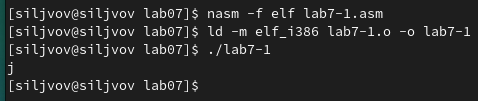 [siljvov@siljvov lab07]$ nasm -f elf lab7-1.asm
[siljvov@siljvov lab07]$ ld -m elf_i386 lab7-1.o -o lab7-1
[siljvov@siljvov lab07]$ ./lab7-1
j
[siljvov@siljvov lab07]$